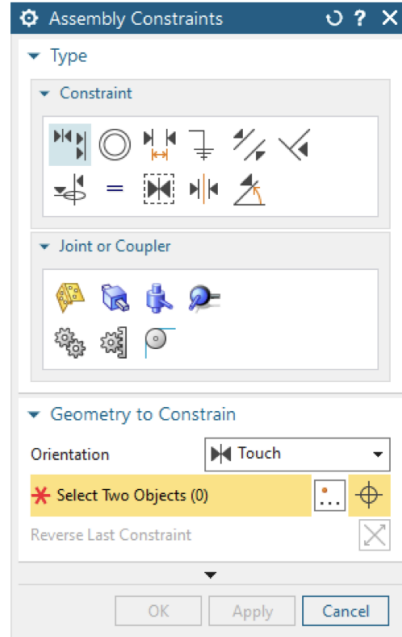 Assembly Constraints
Type
Constraint
Joint or Coupler
Geometry to Constrain
Orientation Touch
Select Two Objects (0)
Reverse Last Constraint
OK Apply Cancel